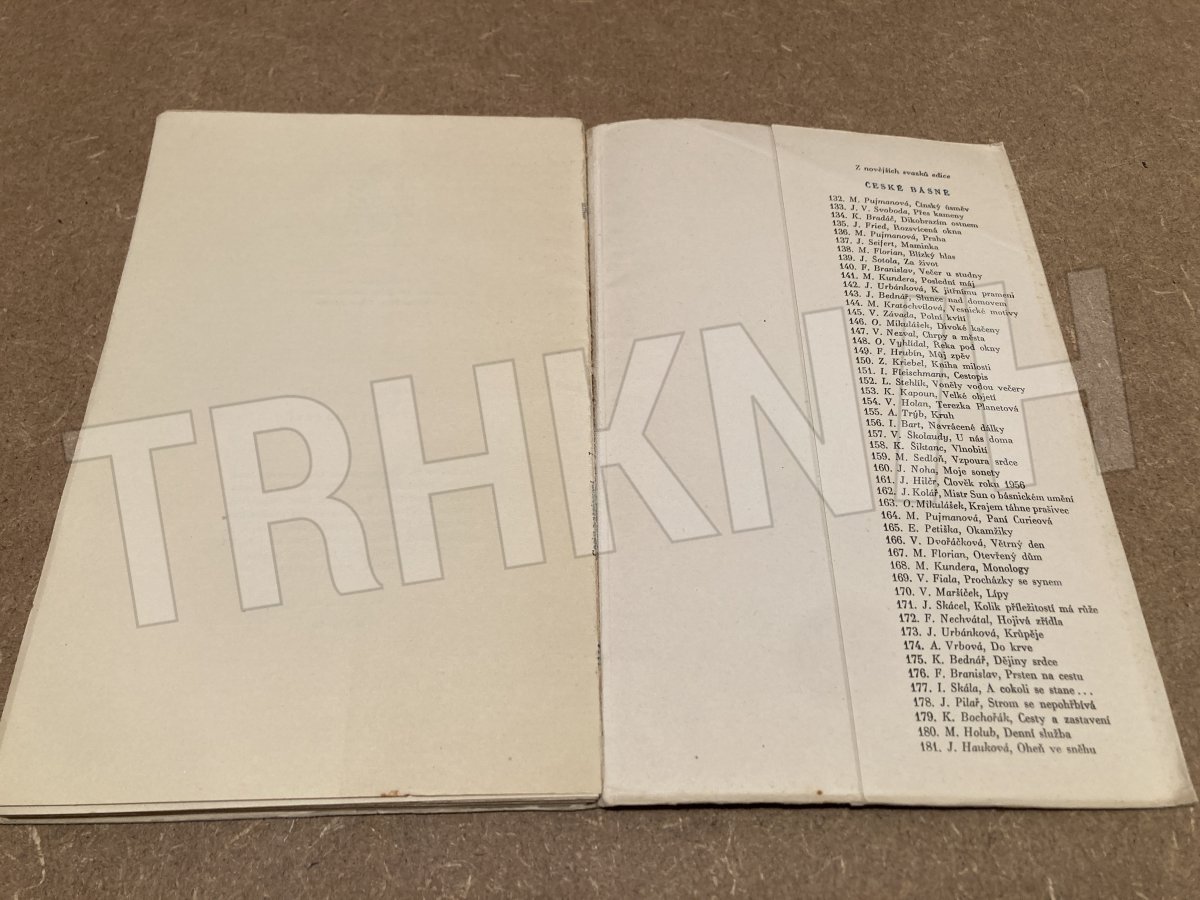 Z novějších svazků edice
ČESKÉ BÁSNĚ
132. M. Pujmanová, Čínský úsměv
133. J. V. Svoboda, Přes kameny
134. K. Bradáč, Dikobrazím ostnem
135. J. Fried, Rozsvícená okna
136. M. Pujmanová, Praha
137. J. Seifert, Maminka
138. M. Florian, Blízký hlas
139. J. Šotola, Za život
140. F. Branislav, Večer u studny
141. M. Kundera, Poslední máj
142. J. Urbánková, K jitřnímu prameni
143. J. Bednář, Slunce nad domovem
144. M. Kratochvílová, Vesnické motivy
145. V. Závada, Polní kvítí
146. O. Mikulášek, Divoké kačeny
147. V. Nezval, Chrpy a města
148. O. Vyhlídal, Řeka pod okny
149. F. Hrubín, Můj zpěv
150. Z. Kriebel, Kniha milosti
151. I. Fleischmann, Cestopis
152. L. Stehlík, Voněly vodou večery
153. K. Kapoun, Velké objetí
154. V. Holan, Terezka Planetová
155. A. Trýb, Kruh
156. I. Bart, Navrácené dálky
157. V. Školaudy, U nás doma
158. K. Šiktanc, Vlnobití
159. M. Sedloň, Vzpoura srdce
160. J. Noha, Moje sonety
161. J. Hilčr, Člověk roku 1956
162. J. Kolář, Mistr Sun o básnickém umění
163. O. Mikulášek, Krajem táhne prašivec
164. M. Pujmanová, Paní Curieová
165. E. Petiška, Okamžiky
166. V. Dvořáčková, Větrný den
167. M. Florian, Otevřený dům
168. M. Kundera, Monology
169. V. Fiala, Procházky se synem
170. V. Maršíček, Lípy
171. J. Skácel, Kolik příležitostí má růže
172. F. Nechvátal, Hojivá zřídla
173. J. Urbánková, Krůpěje
174. A. Vrbová, Do krve
175. K. Bednář, Dějiny srdce
176. F. Branislav, Prsten na cestu
177. I. Skála, A cokoli se stane...
178. J. Pilař, Strom se nepohřbívá
179. K. Bochořák, Cesty a zastavení
180. M. Holub, Denní služba
181. J. Hauková, Oheň ve sněhu
TRHKNIH